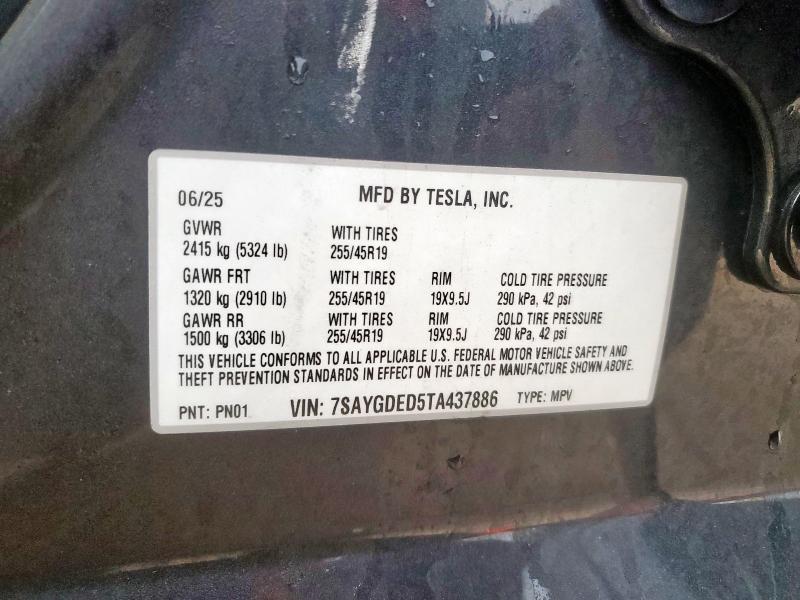 06/25 MFD BY TESLA, INC.
GVWR WITH TIRES
2415 kg (5324 lb) 255/45R19
GAWR FRT WITH TIRES RIM COLD TIRE PRESSURE
1320 kg (2910 lb) 255/45R19 19X9.5J 290 kPa, 42 psi
GAWR RR WITH TIRES RIM COLD TIRE PRESSURE
1500 kg (3306 lb) 255/45R19 19X9.5J 290 kPa, 42 psi
THIS VEHICLE CONFORMS TO ALL APPLICABLE U.S. FEDERAL MOTOR VEHICLE SAFETY AND
THEFT PREVENTION STANDARDS IN EFFECT ON THE DATE OF MANUFACTURE SHOWN ABOVE.
PNT: PN01 VIN: 7SAYGDED5TA437886 TYPE: MPV